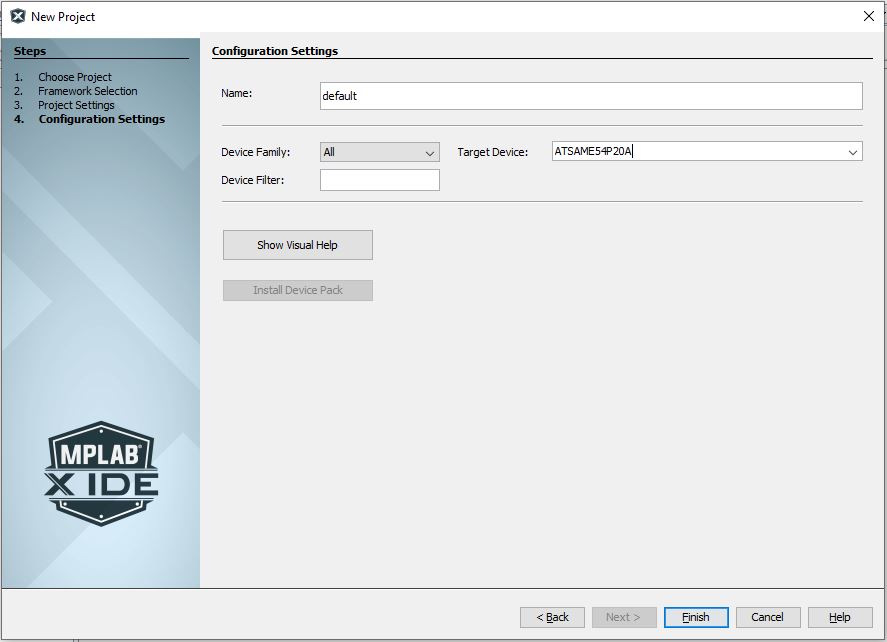 New Project
Steps
1. Choose Project
2. Framework Selection
3. Project Settings
4. Configuration Settings
Configuration Settings
Name: default
Device Family: All Target Device: ATSAME54P20A
Device Filter:
Show Visual Help
Install Device Pack
MPLAB®
X IDE
< Back Next > Finish Cancel Help